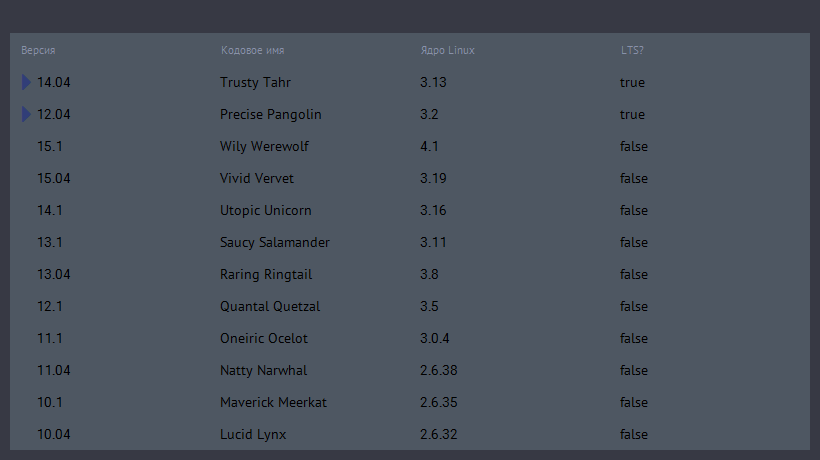 Версия Кодовое имя Ядро Linux LTS?
14.04 Trusty Tahr 3.13 true
12.04 Precise Pangolin 3.2 true
15.1 Wily Werewolf 4.1 false
15.04 Vivid Vervet 3.19 false
14.1 Utopic Unicorn 3.16 false
13.1 Saucy Salamander 3.11 false
13.04 Raring Ringtail 3.8 false
12.1 Quantal Quetzal 3.5 false
11.1 Oneiric Ocelot 3.0.4 false
11.04 Natty Narwhal 2.6.38 false
10.1 Maverick Meerkat 2.6.35 false
10.04 Lucid Lynx 2.6.32 false